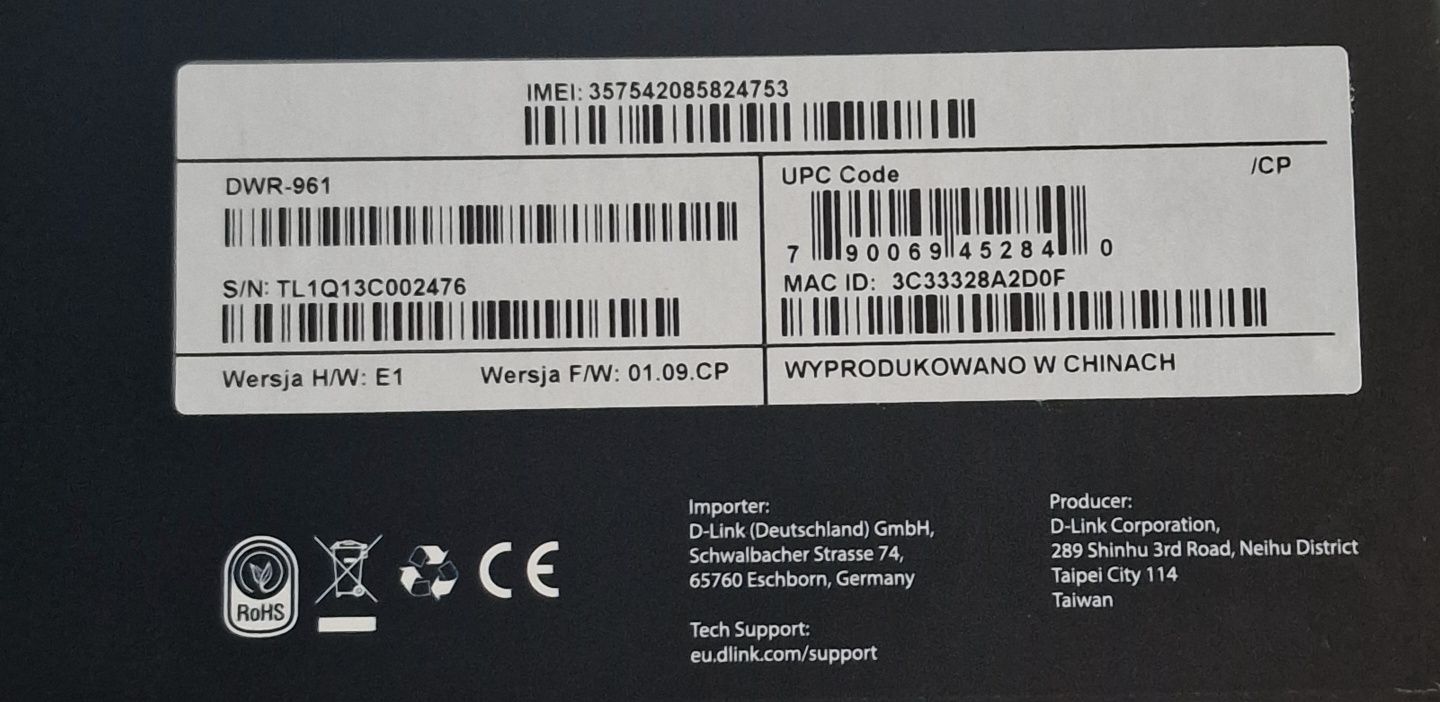 IMEI: 357542085824753
DWR-961
S/N: TL1Q13C002476
UPC Code /CP
7 90069 45284 0
MAC ID: 3C33328A2D0F
Wersja H/W: E1 Wersja F/W: 01.09.CP
WYPRODUKOWANO W CHINACH
RoHS
CE
Importer:
D-Link (Deutschland) GmbH,
Schwalbacher Strasse 74,
65760 Eschborn, Germany
Tech Support:
eu.dlink.com/support
Producer:
D-Link Corporation,
289 Shinhu 3rd Road, Neihu District
Taipei City 114
Taiwan